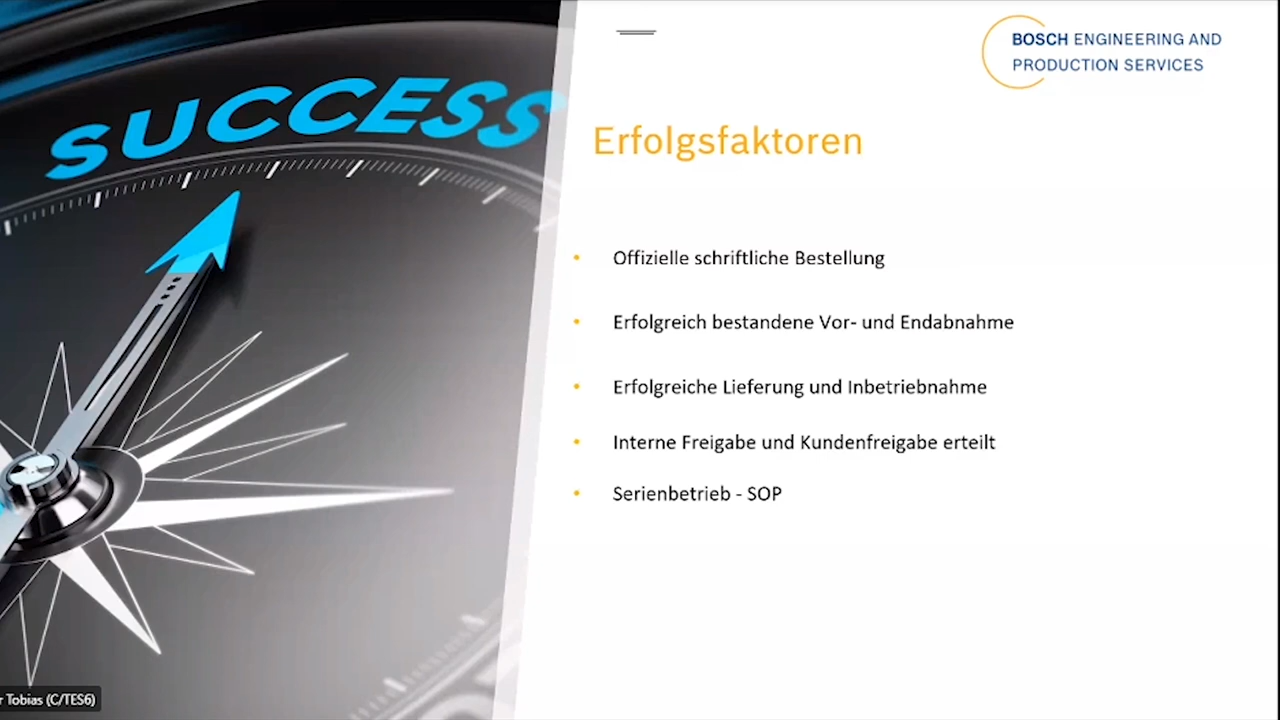 SUCCESS
BOSCH ENGINEERING AND
PRODUCTION SERVICES
Erfolgsfaktoren
• Offizielle schriftliche Bestellung
• Erfolgreich bestandene Vor- und Endabnahme
• Erfolgreiche Lieferung und Inbetriebnahme
• Interne Freigabe und Kundenfreigabe erteilt
• Serienbetrieb - SOP
r Tobias (C/TES6)